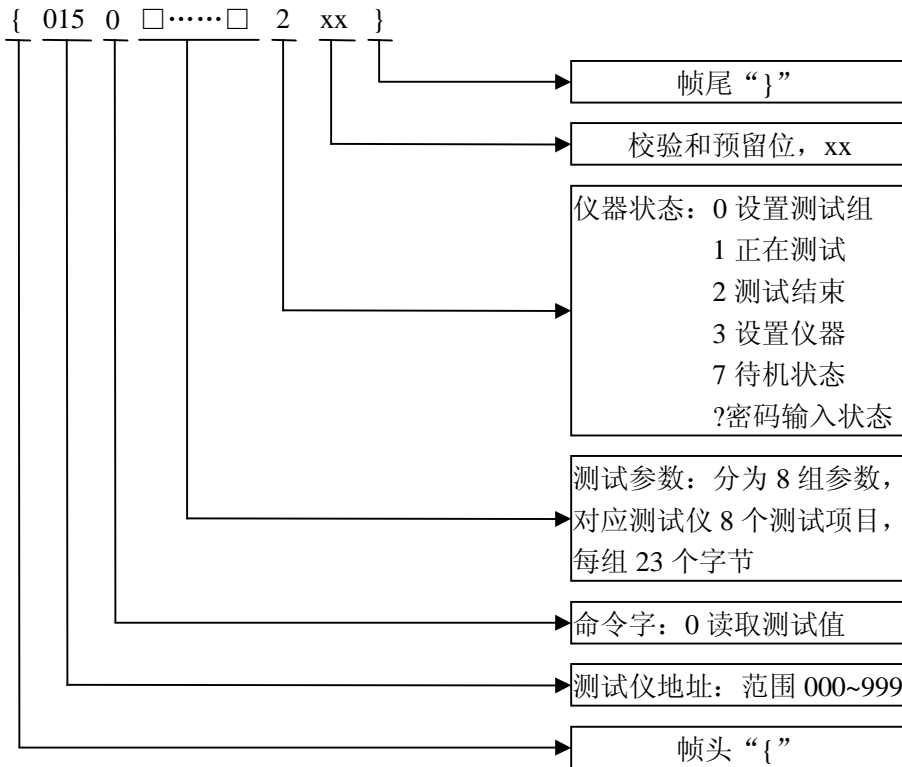 { 015 0 □……□ 2 xx }
帧尾“}”
校验和预留位，xx
仪器状态：0 设置测试组
1 正在测试
2 测试结束
3 设置仪器
7 待机状态
?密码输入状态
测试参数：分为 8 组参数，
对应测试仪 8 个测试项目，
每组 23 个字节
命令字：0 读取测试值
测试仪地址：范围 000~999
帧头“{”